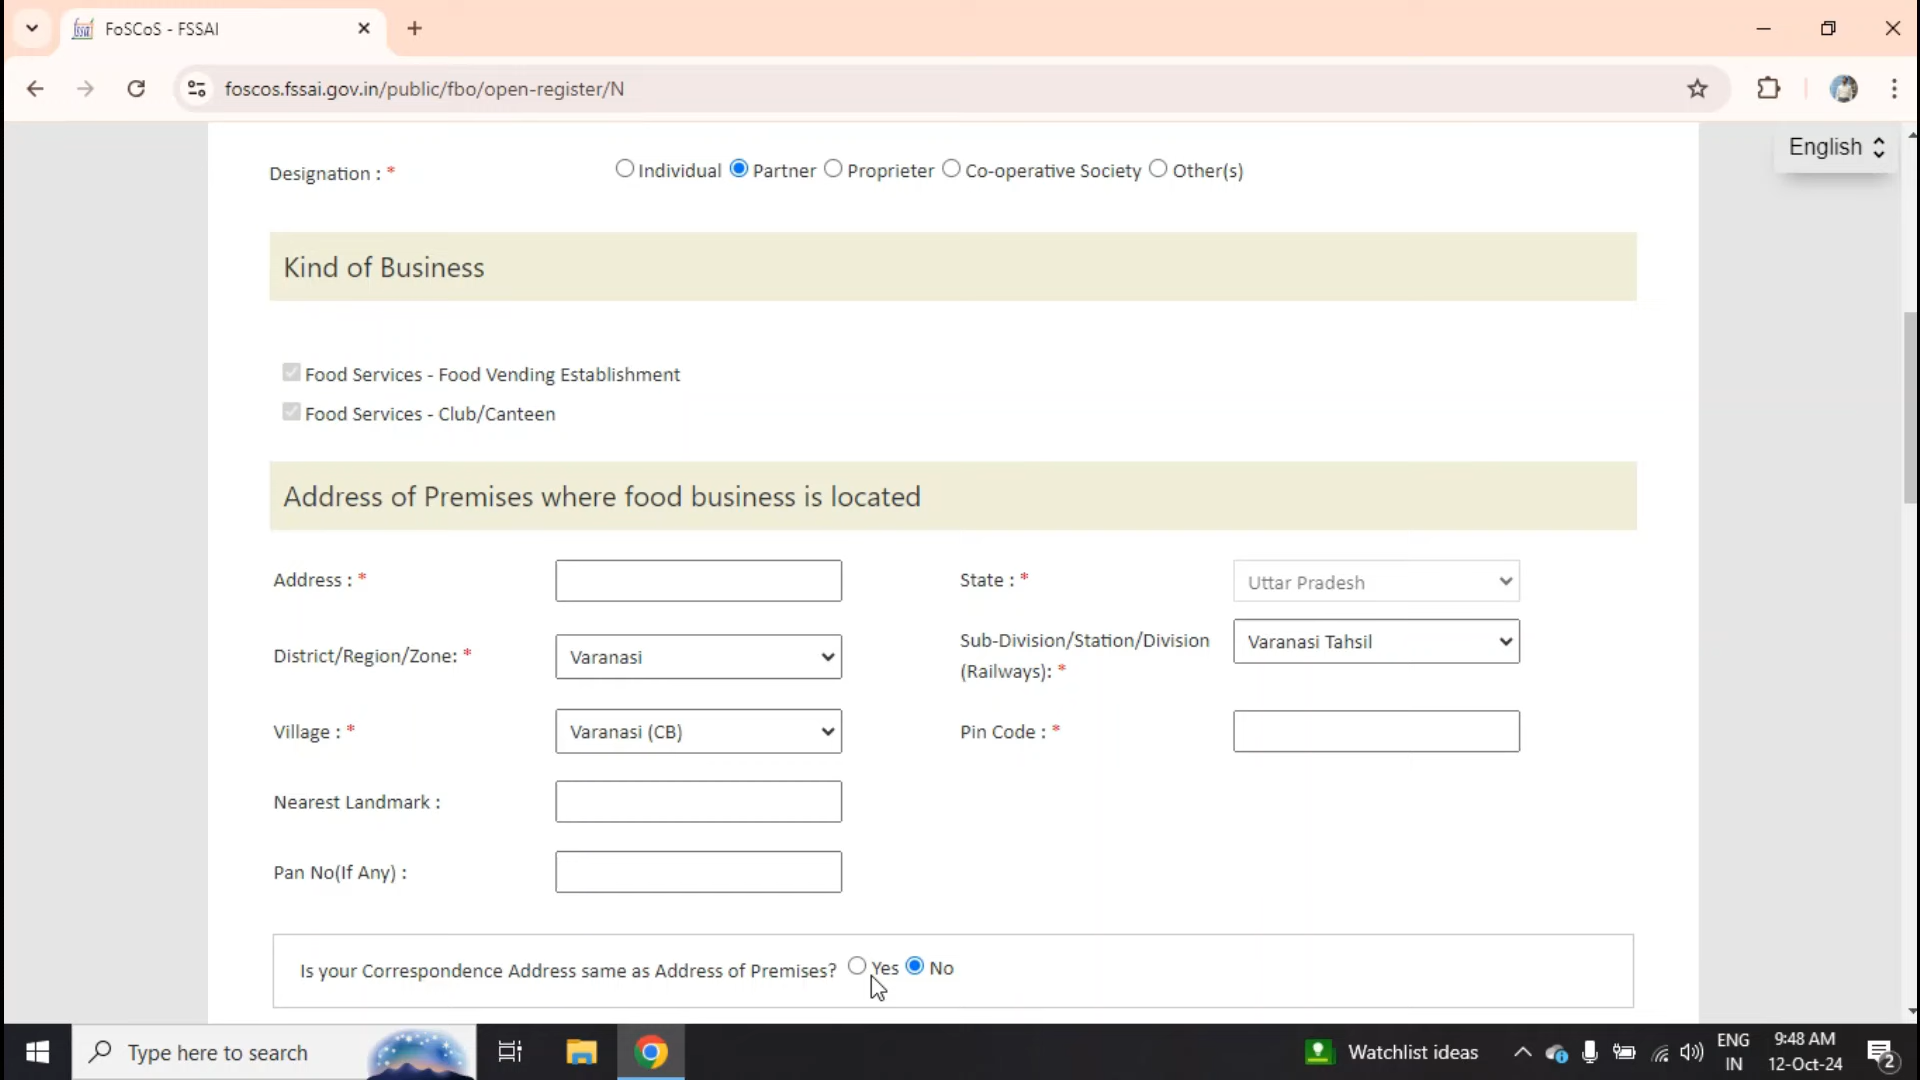 FoSCoS - FSSAI
foscos.fssai.gov.in/public/fbo/open-register/N
English
Designation : * Individual Partner Proprieter Co-operative Society Other(s)
Kind of Business
Food Services - Food Vending Establishment
Food Services - Club/Canteen
Address of Premises where food business is located
Address : * State : * Uttar Pradesh
District/Region/Zone: * Varanasi Sub-Division/Station/Division (Railways): * Varanasi Tahsil
Village : * Varanasi (CB) Pin Code : *
Nearest Landmark :
Pan No(If Any) :
Is your Correspondence Address same as Address of Premises? Yes No
Type here to search Watchlist ideas ENG IN 9:48 AM 12-Oct-24 2